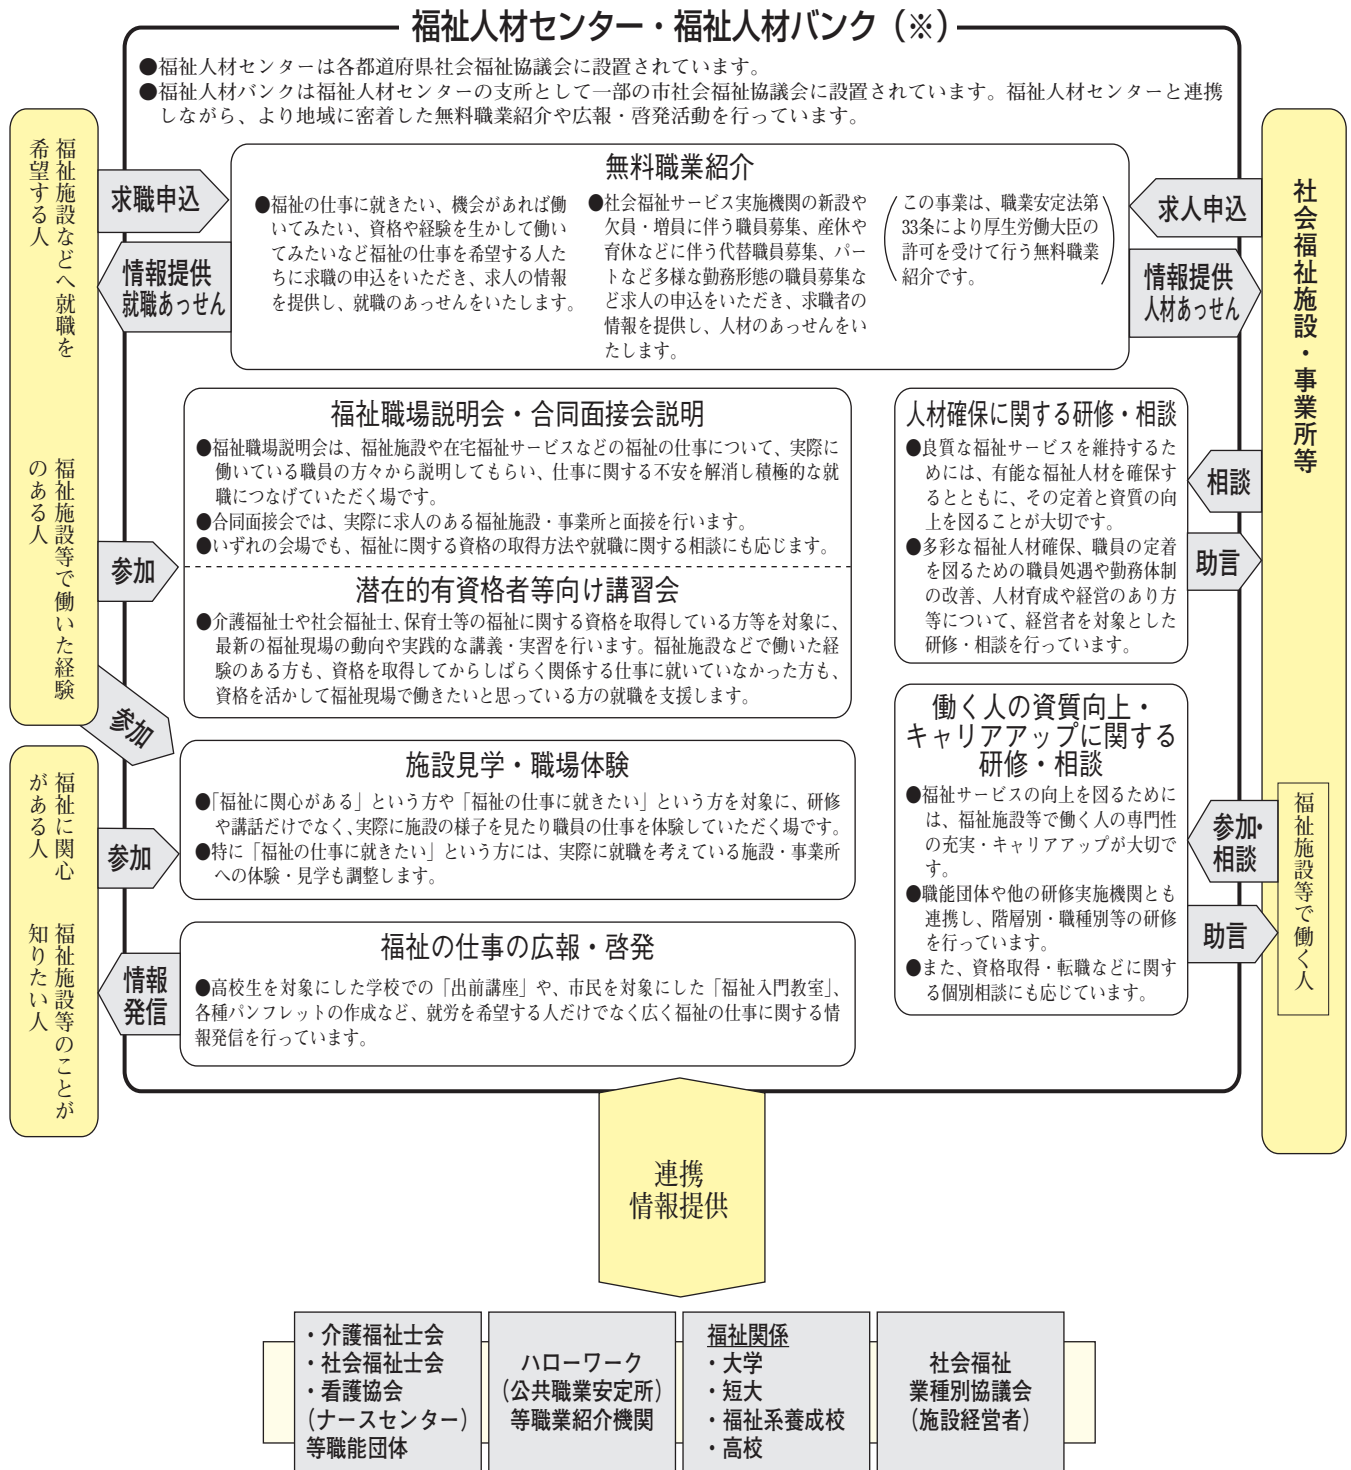 福祉人材センター・福祉人材バンク（※）
●福祉人材センターは各都道府県社会福祉協議会に設置されています。
●福祉人材バンクは福祉人材センターの支所として一部の市社会福祉協議会に設置されています。福祉人材センターと連携
しながら、より地域に密着した無料職業紹介や広報・啓発活動を行っています。
福祉施設などへ就職を
希望する人
福祉施設等で働いた経験
のある人
求職申込
情報提供
就職あっせん
無料職業紹介
●福祉の仕事に就きたい、機会があれば働
いてみたい、資格や経験を生かして働い
てみたいなど福祉の仕事を希望する人た
ちに求職の申込をいただき、求人の情報
を提供し、就職のあっせんをいたします。
●社会福祉サービス実施機関の新設や
欠員・増員に伴う職員募集、産休や
育休などに伴う代替職員募集、パー
トなど多様な勤務形態の職員募集な
ど求人の申込をいただき、求職者の
情報を提供し、人材のあっせんをい
たします。
（この事業は、職業安定法第
33条により厚生労働大臣の
許可を受けて行う無料職業
紹介です。）
求人申込
情報提供
人材あっせん
社会福祉施設・事業所等
参加
福祉職場説明会・合同面接会説明
●福祉職場説明会は、福祉施設や在宅福祉サービスなどの福祉の仕事について、実際に
働いている職員の方々から説明してもらい、仕事に関する不安を解消し積極的な就
職につなげていただく場です。
●合同面接会では、実際に求人のある福祉施設・事業所と面接を行います。
●いずれの会場でも、福祉に関する資格の取得方法や就職に関する相談にも応じます。
潜在的有資格者等向け講習会
●介護福祉士や社会福祉士、保育士等の福祉に関する資格を取得している方等を対象に、
最新の福祉現場の動向や実践的な講義・実習を行います。福祉施設などで働いた経
験のある方も、資格を取得してからしばらく関係する仕事に就いていなかった方も、
資格を活かして福祉現場で働きたいと思っている方の就職を支援します。
人材確保に関する研修・相談
●良質な福祉サービスを維持するた
めには、有能な福祉人材を確保す
るとともに、その定着と資質の向
上を図ることが大切です。
●多彩な福祉人材確保、職員の定着
を図るための職員処遇や勤務体制
の改善、人材育成や経営のあり方
等について、経営者を対象とした
研修・相談を行っています。
相談
助言
参加
福祉に関心
がある人
福祉施設等のことが
知りたい人
参加
施設見学・職場体験
●「福祉に関心がある」という方や「福祉の仕事に就きたい」という方を対象に、研修
や講話だけでなく、実際に施設の様子を見たり職員の仕事を体験していただく場です。
●特に「福祉の仕事に就きたい」という方には、実際に就職を考えている施設・事業所
への体験・見学も調整します。
働く人の資質向上・
キャリアアップに関する
研修・相談
●福祉サービスの向上を図るために
は、福祉施設等で働く人の専門性
の充実・キャリアアップが大切で
す。
●職能団体や他の研修実施機関とも
連携し、階層別・職種別等の研修
を行っています。
●また、資格取得・転職などに関す
る個別相談にも応じています。
参加・
相談
助言
福祉施設等で働く人
情報
発信
福祉の仕事の広報・啓発
●高校生を対象にした学校での「出前講座」や、市民を対象にした「福祉入門教室」、
各種パンフレットの作成など、就労を希望する人だけでなく広く福祉の仕事に関する情
報発信を行っています。
連携
情報提供
・介護福祉士会
・社会福祉士会
・看護協会
（ナースセンター）
等職能団体
ハローワーク
（公共職業安定所）
等職業紹介機関
福祉関係
・大学
・短大
・福祉系養成校
・高校
社会福祉
業種別協議会
（施設経営者）